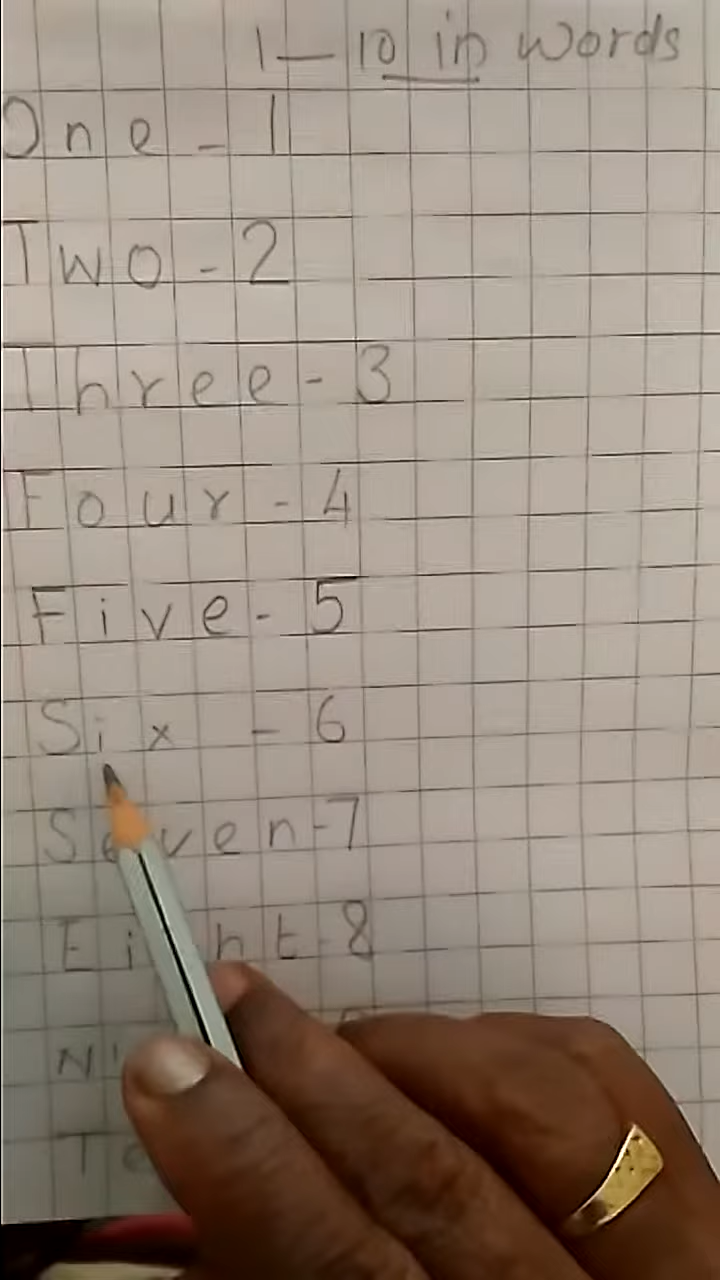 1 — 10 in words
One - 1
Two - 2
Three - 3
Four - 4
Five - 5
Six - 6
Seven - 7
- 8